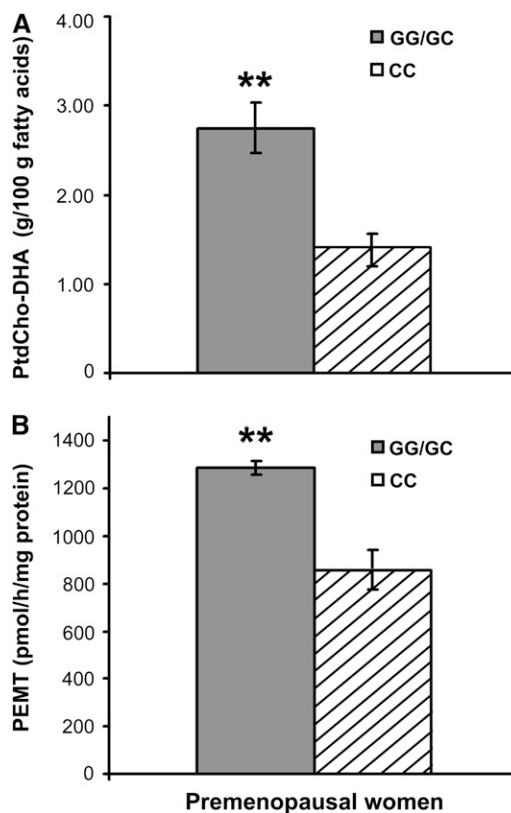 A
PtdCho-DHA (g/100 g fatty acids)
4.00
3.00
2.00
1.00
0
**
GG/GC
CC
B
PEMT (pmol/h/mg protein)
1400
1200
1000
800
600
400
200
0
**
GG/GC
CC
Premenopausal women